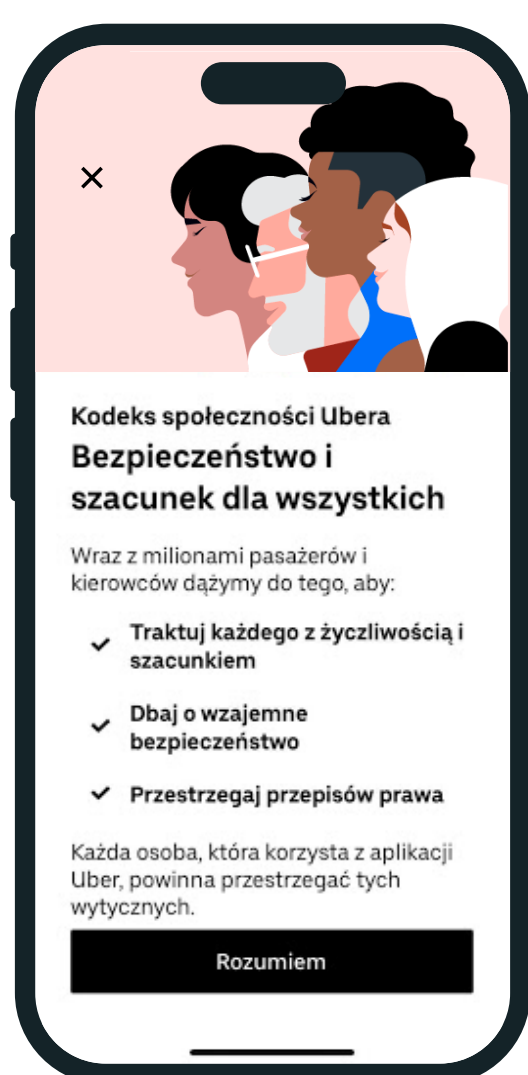 Kodeks społeczności Ubera
Bezpieczeństwo i
szacunek dla wszystkich
Wraz z milionami pasażerów i
kierowców dążymy do tego, aby:
Traktuj każdego z życzliwością i
szacunkiem
Dbaj o wzajemne
bezpieczeństwo
Przestrzegaj przepisów prawa
Każda osoba, która korzysta z aplikacji
Uber, powinna przestrzegać tych
wytycznych.
Rozumiem